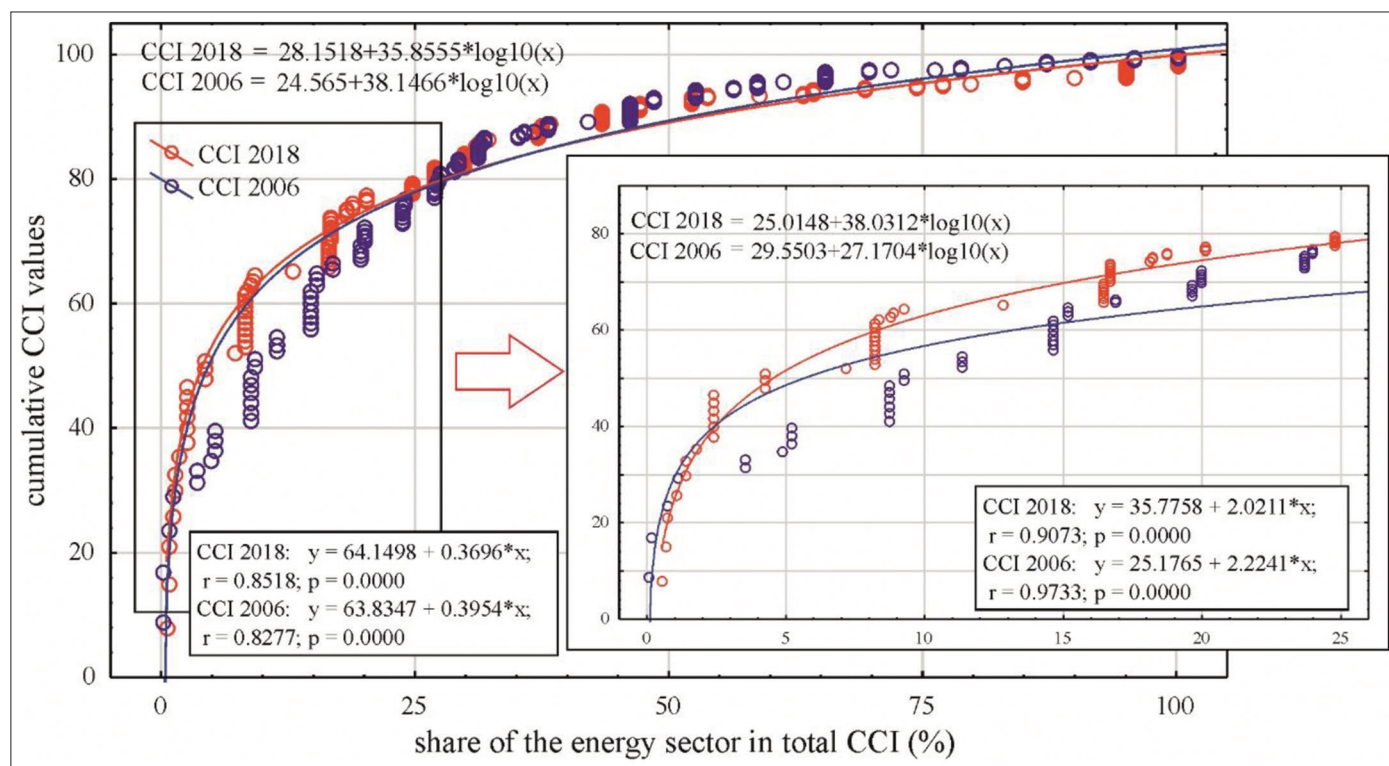 CCI 2018 = 28.1518+35.8555*log10(x)
CCI 2006 = 24.565+38.1466*log10(x)
CCI 2018
CCI 2006
cumulative CCI values
100
80
60
40
20
0
CCI 2018: y = 64.1498 + 0.3696*x;
r = 0.8518; p = 0.0000
CCI 2006: y = 63.8347 + 0.3954*x;
r = 0.8277; p = 0.0000
CCI 2018 = 25.0148+38.0312*log10(x)
CCI 2006 = 29.5503+27.1704*log10(x)
80
60
40
20
0
CCI 2018: y = 35.7758 + 2.0211*x;
r = 0.9073; p = 0.0000
CCI 2006: y = 25.1765 + 2.2241*x;
r = 0.9733; p = 0.0000
0 5 10 15 20 25
0 25 50 75 100
share of the energy sector in total CCI (%)